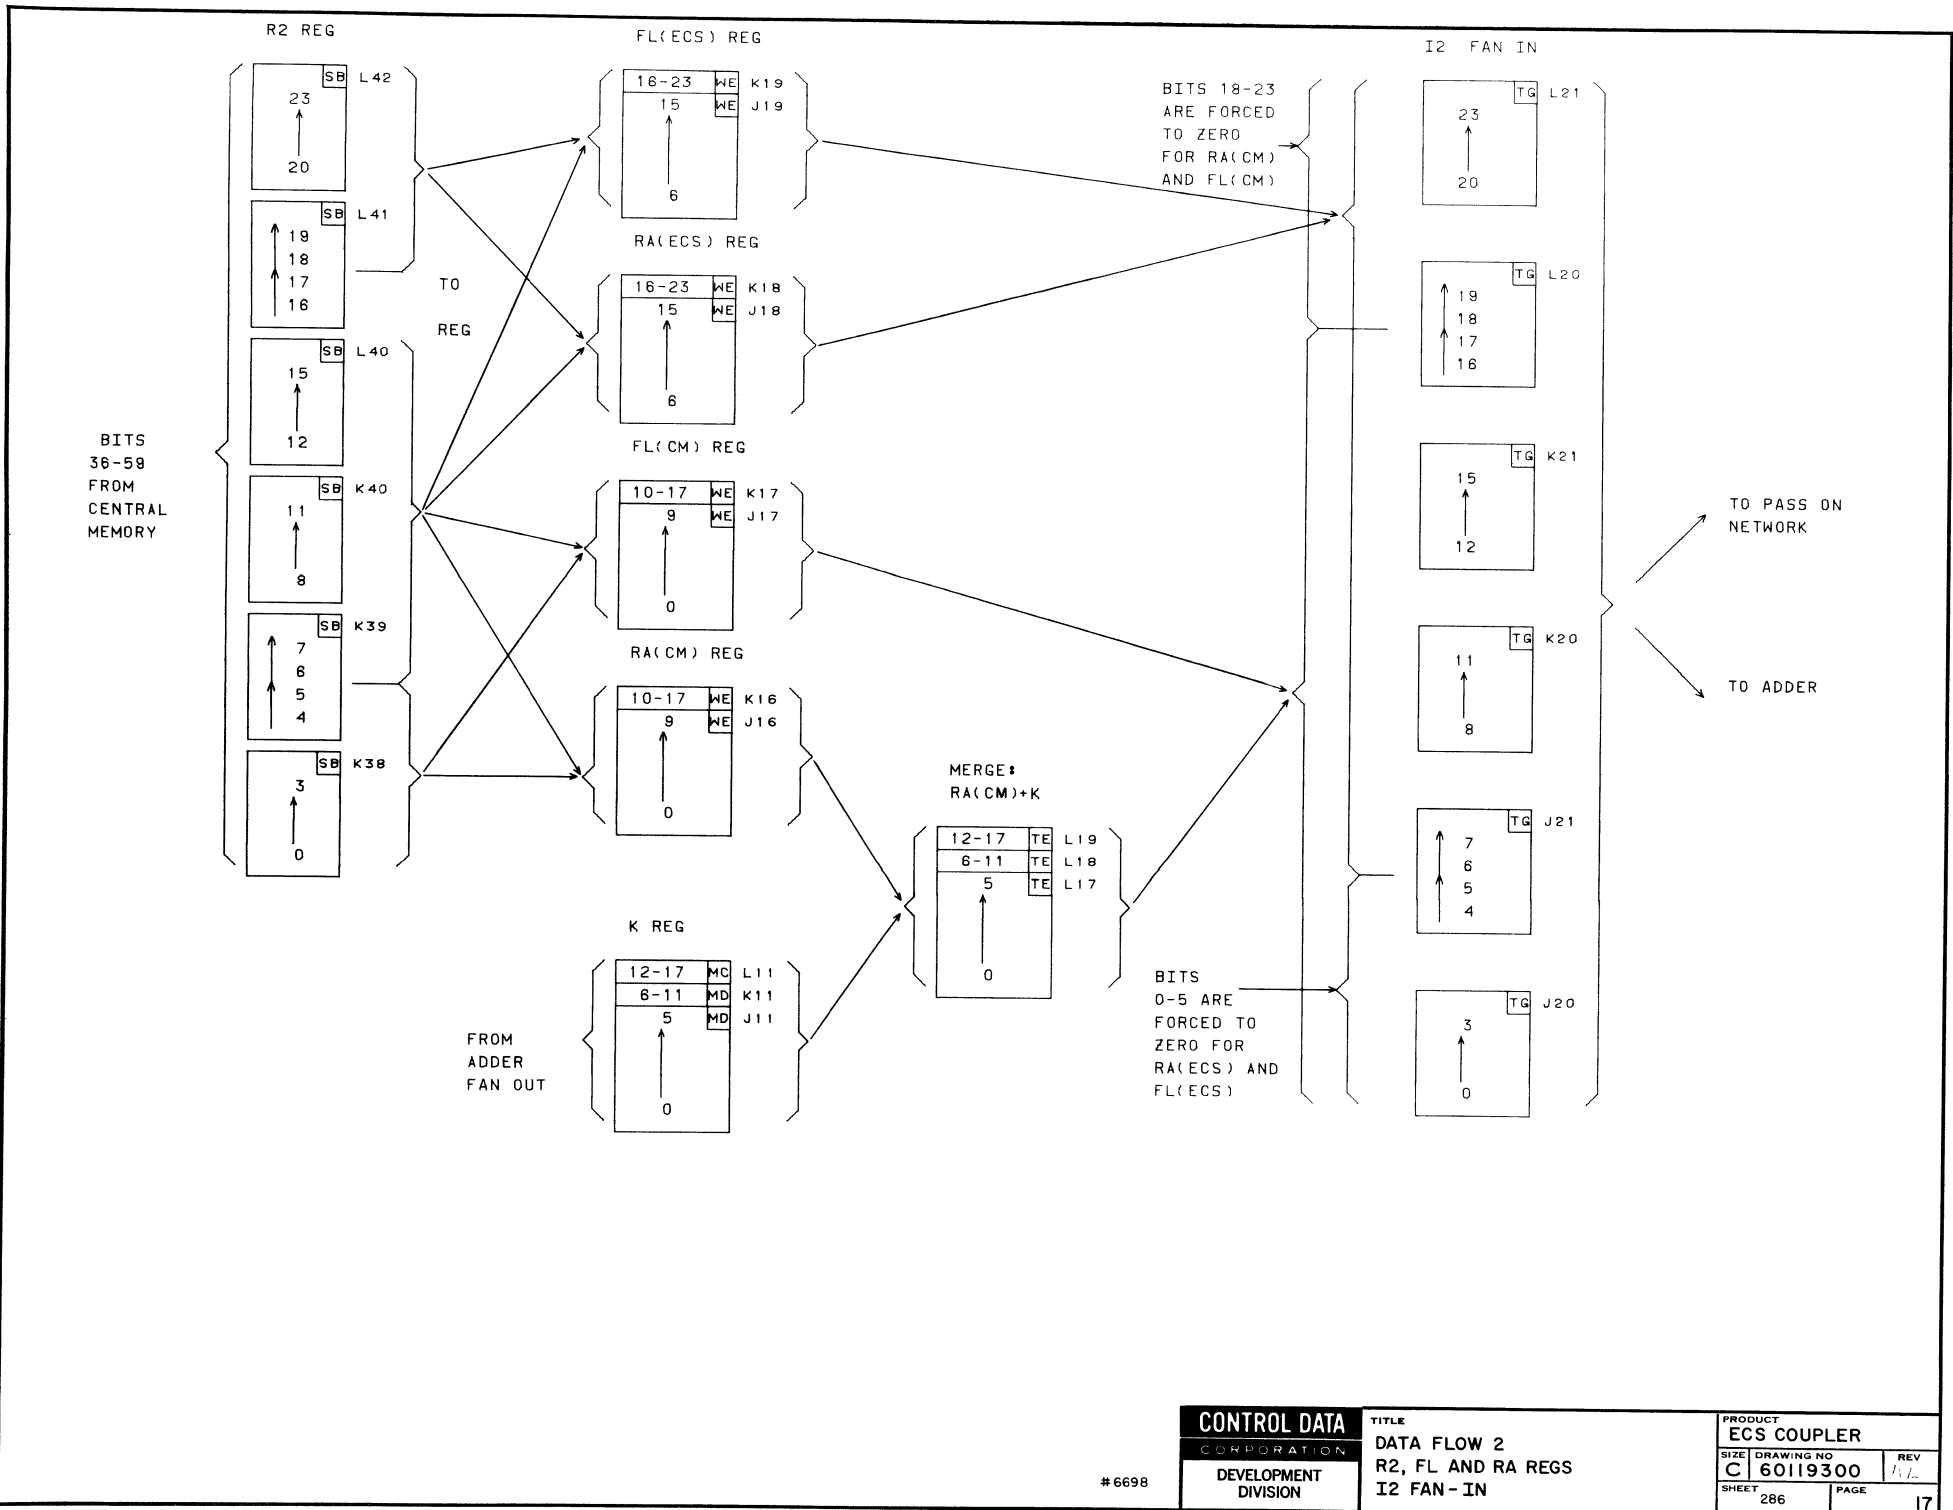 R2 REG
SB L42
23
20
SB L41
19
18
17
16
SB L40
15
12
SB K40
11
8
SB K39
7
6
5
4
SB K38
3
0
BITS
36-59
FROM
CENTRAL
MEMORY
TO
REG
FL(ECS) REG
16-23 WE K19
15 WE J19
6
RA(ECS) REG
16-23 WE K18
15 WE J18
6
FL(CM) REG
10-17 WE K17
9 WE J17
0
RA(CM) REG
10-17 WE K16
9 WE J16
0
K REG
12-17 MC L11
6-11 MD K11
5 MD J11
0
FROM
ADDER
FAN OUT
MERGE:
RA(CM)+K
12-17 TE L19
6-11 TE L18
5 TE L17
0
BITS 18-23
ARE FORCED
TO ZERO
FOR RA(CM)
AND FL(CM)
BITS
0-5 ARE
FORCED TO
ZERO FOR
RA(ECS) AND
FL(ECS)
I2 FAN IN
TG L21
23
20
TG L20
19
18
17
16
TG K21
15
12
TG K20
11
8
TG J21
7
6
5
4
TG J20
3
0
TO PASS ON
NETWORK
TO ADDER
#6698
CONTROL DATA
CORPORATION
DEVELOPMENT
DIVISION
TITLE
DATA FLOW 2
R2, FL AND RA REGS
I2 FAN-IN
PRODUCT
ECS COUPLER
SIZE DRAWING NO REV
C 60119300
SHEET PAGE
286 17